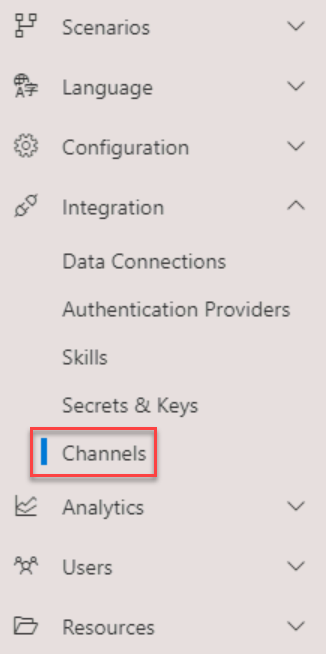 Scenarios
Language
Configuration
Integration
Data Connections
Authentication Providers
Skills
Secrets & Keys
Channels
Analytics
Users
Resources